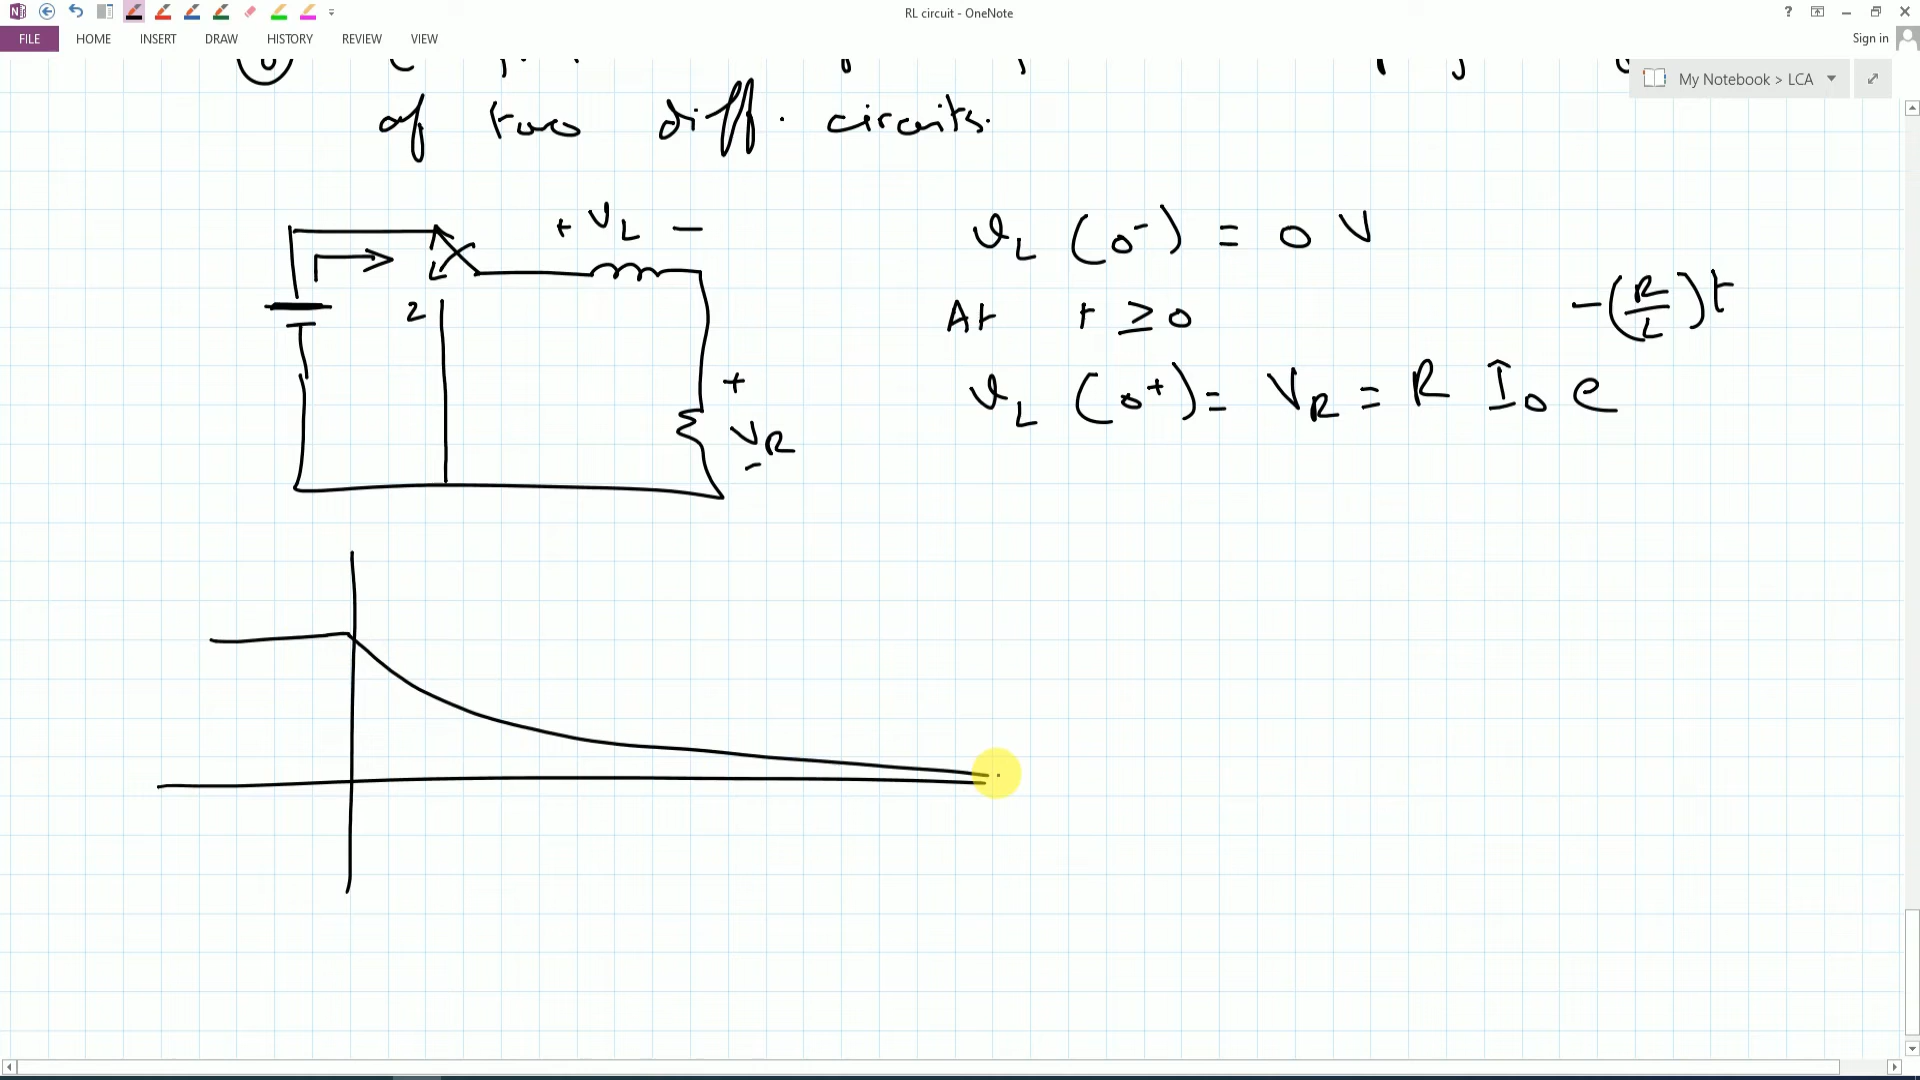 RL circuit - OneNote
FILE HOME INSERT DRAW HISTORY REVIEW VIEW
Sign in
My Notebook > LCA
of two diff. circuits.
+ VL −
vL (0⁻) = 0 V
2
At t ≥ 0
vL (0⁺) = VR = R I0 e^−(R/L)t
+
VR
−